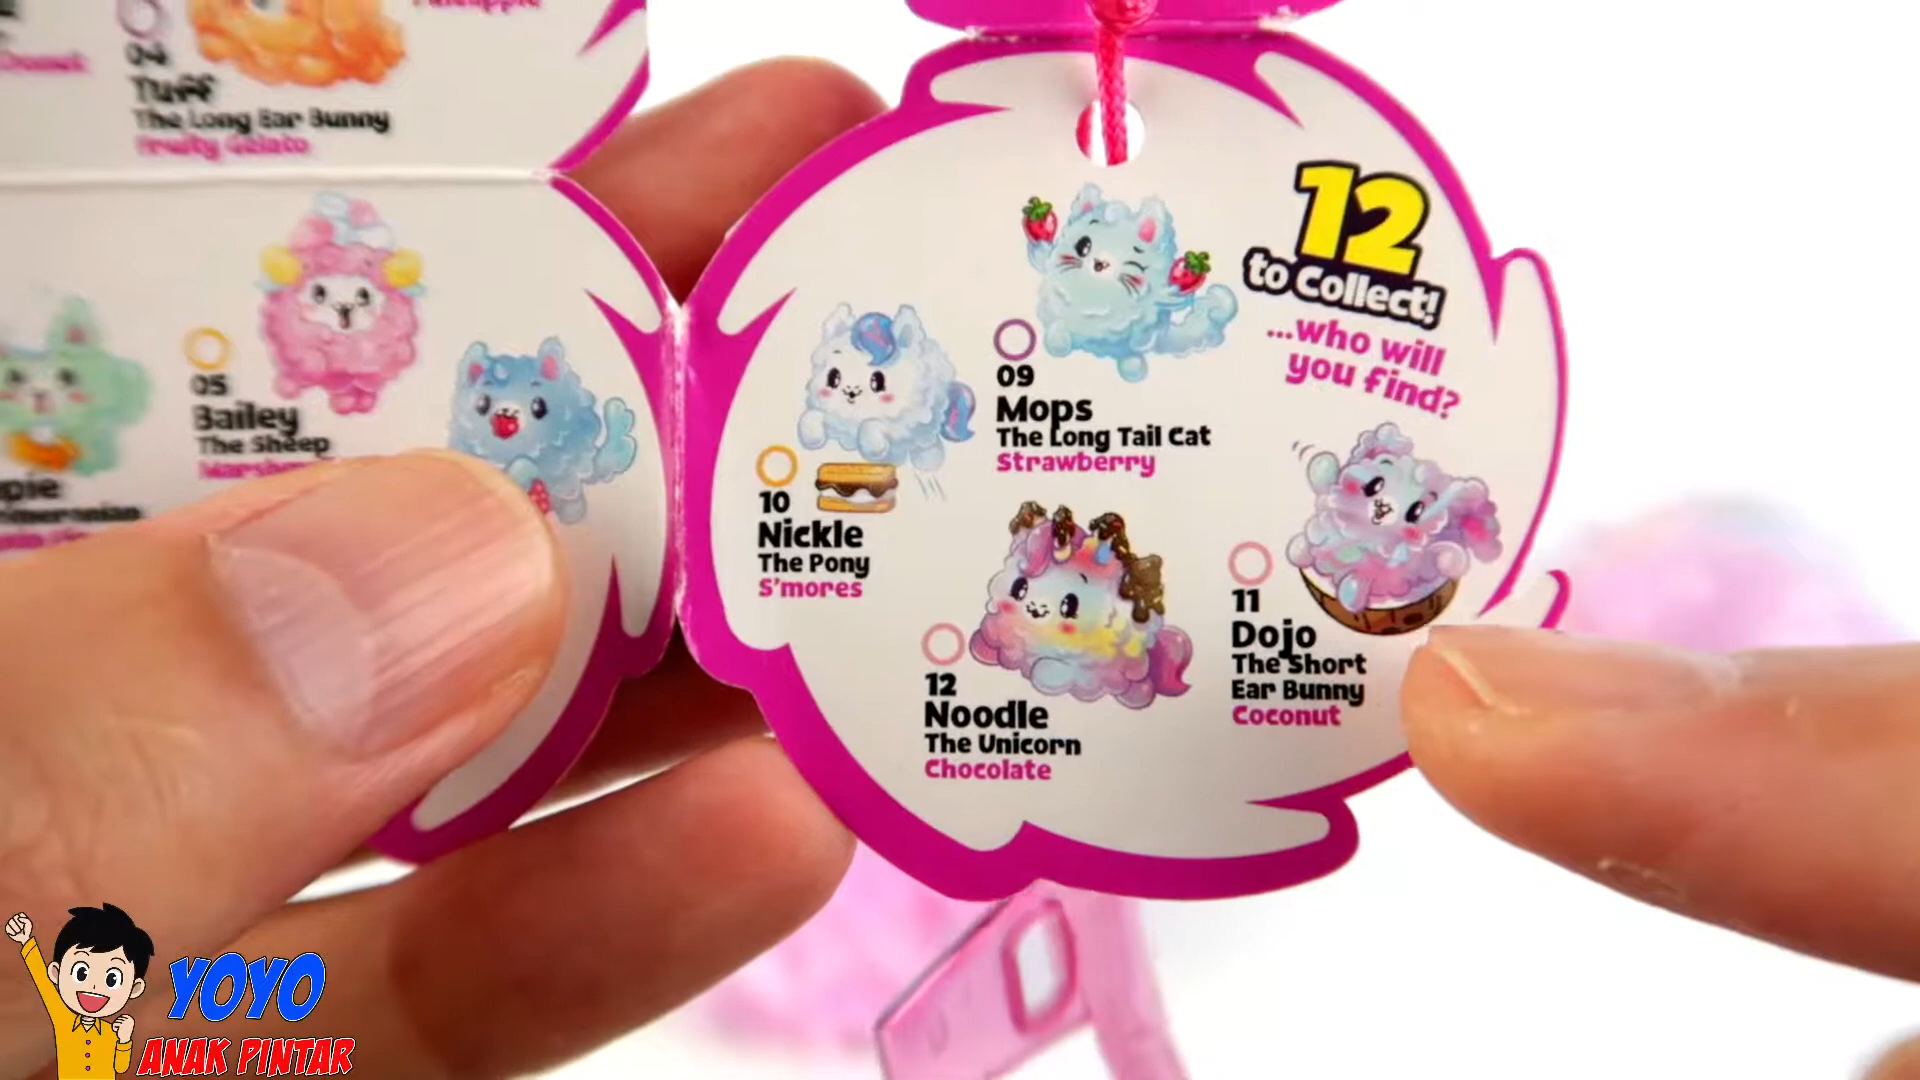 04
Tuff
The Long Ear Bunny
Fruity Gelato
05
Bailey
The Sheep
12
to Collect!
...who will
you find?
09
Mops
The Long Tail Cat
Strawberry
10
Nickle
The Pony
S'mores
11
Dojo
The Short
Ear Bunny
Coconut
12
Noodle
The Unicorn
Chocolate
YOYO
ANAK PINTAR